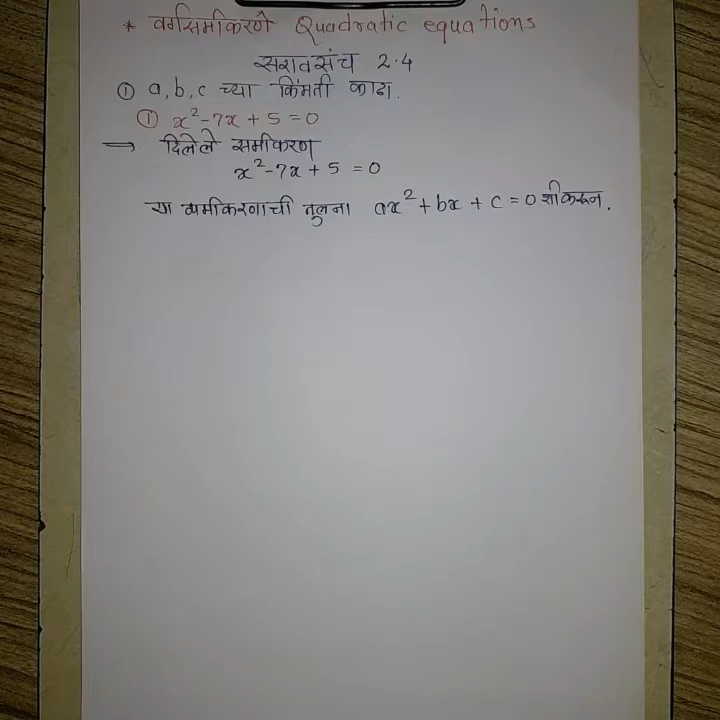 * वर्गसमीकरणे Quadratic equations
सरावसंच 2.4
① a, b, c च्या किंमती काढा.
① x²-7x + 5 = 0
→ दिलेले समीकरण
x²-7x + 5 = 0
या समीकरणाची तुलना ax² + bx + c = 0 शीकरून.